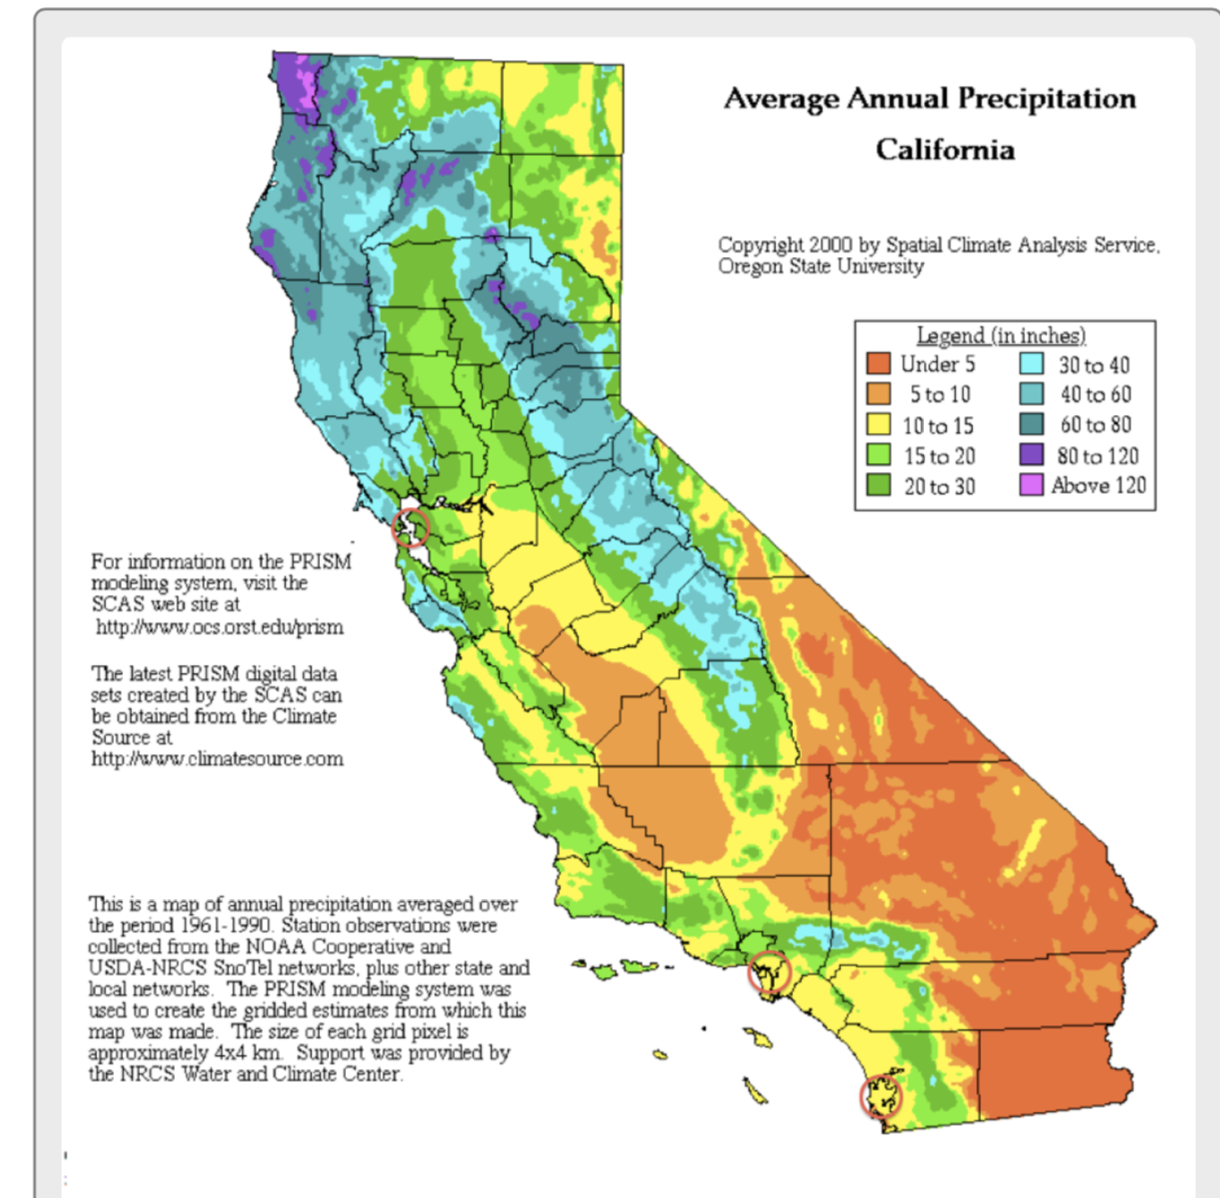 Average Annual Precipitation
California
Copyright 2000 by Spatial Climate Analysis Service,
Oregon State University
Legend (in inches)
Under 5
5 to 10
10 to 15
15 to 20
20 to 30
30 to 40
40 to 60
60 to 80
80 to 120
Above 120
For information on the PRISM
modeling system, visit the
SCAS web site at
http://www.ocs.orst.edu/prism
The latest PRISM digital data
sets created by the SCAS can
be obtained from the Climate
Source at
http://www.climatesource.com
This is a map of annual precipitation averaged over
the period 1961-1990. Station observations were
collected from the NOAA Cooperative and
USDA-NRCS SnoTel networks, plus other state and
local networks. The PRISM modeling system was
used to create the gridded estimates from which this
map was made. The size of each grid pixel is
approximately 4x4 km. Support was provided by
the NRCS Water and Climate Center.